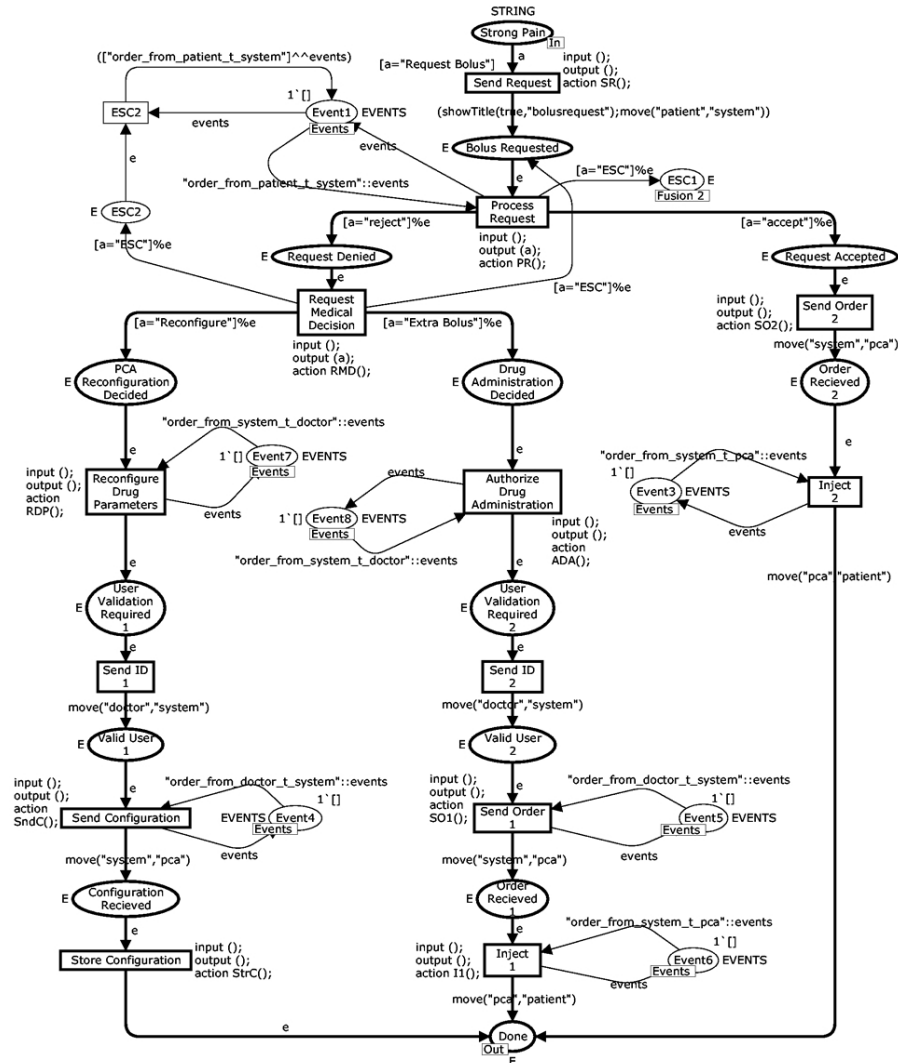 STRING
Strong Pain
In
a
[a="Request Bolus"]
input ();
output ();
action SR();
Send Request
(["order_from_patient_t_system"]^^events)
1`[]
ESC2
events
Event1
EVENTS
Events
events
(showTitle(true,"bolusrequest");move("patient","system"))
E
Bolus Requested
e
e
"order_from_patient_t_system"::events
[a="ESC"]%e
ESC1
E
Fusion 2
Process
Request
E
ESC2
[a="reject"]%e
[a="accept"]%e
input ();
output (a);
action PR();
[a="ESC"]%e
E
Request Denied
E
Request Accepted
e
e
[a="ESC"]%e
Request
Medical
Decision
input ();
output ();
action SO2();
Send Order
2
[a="Reconfigure"]%e
[a="Extra Bolus"]%e
input ();
output (a);
action RMD();
move("system","pca")
E
PCA
Reconfiguration
Decided
E
Drug
Administration
Decided
E
Order
Recieved
2
"order_from_system_t_doctor"::events
e
e
e
1`[]
Event7
EVENTS
Events
"order_from_system_t_pca"::events
input ();
output ();
action
RDP();
Reconfigure
Drug
Parameters
events
events
Authorize
Drug
Administration
1`[]
Event3
EVENTS
Events
Inject
2
1`[]
Event8
EVENTS
Events
input ();
output ();
action
ADA();
events
"order_from_system_t_doctor"::events
e
e
move("pca","patient")
E
User
Validation
Required
1
E
User
Validation
Required
2
e
e
Send ID
1
Send ID
2
move("doctor","system")
move("doctor","system")
E
Valid User
1
E
Valid User
2
input ();
output ();
action
SndC();
e
"order_from_doctor_t_system"::events
1`[]
input ();
output ();
action
SO1();
e
"order_from_doctor_t_system"::events
1`[]
Send Configuration
EVENTS
Event4
Events
Send Order
1
Event5
EVENTS
Events
events
events
move("system","pca")
move("system","pca")
E
Configuration
Recieved
E
Order
Recieved
1
"order_from_system_t_pca"::events
e
e
1`[]
Store Configuration
input ();
output ();
action StrC();
input ();
output ();
action I1();
Inject
1
Event6
EVENTS
Events
events
move("pca","patient")
e
Done
Out
E